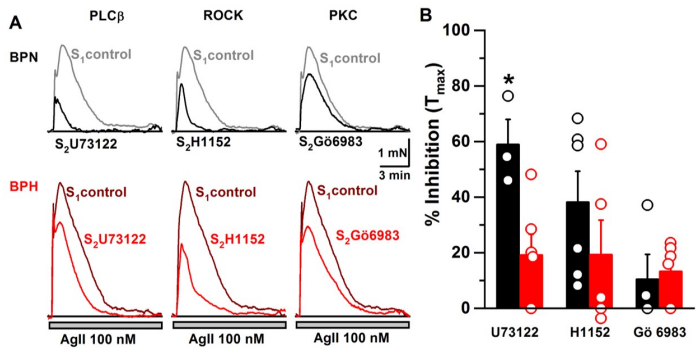 A
PLCβ
ROCK
PKC
BPN
S1control
S1control
S1control
S2U73122
S2H1152
S2Gö6983
1 mN
3 min
BPH
S1control
S1control
S1control
S2U73122
S2H1152
S2Gö6983
AgII 100 nM
AgII 100 nM
AgII 100 nM
B
% Inhibition (Tmax)
100
80
60
40
20
0
*
U73122
H1152
Gö 6983